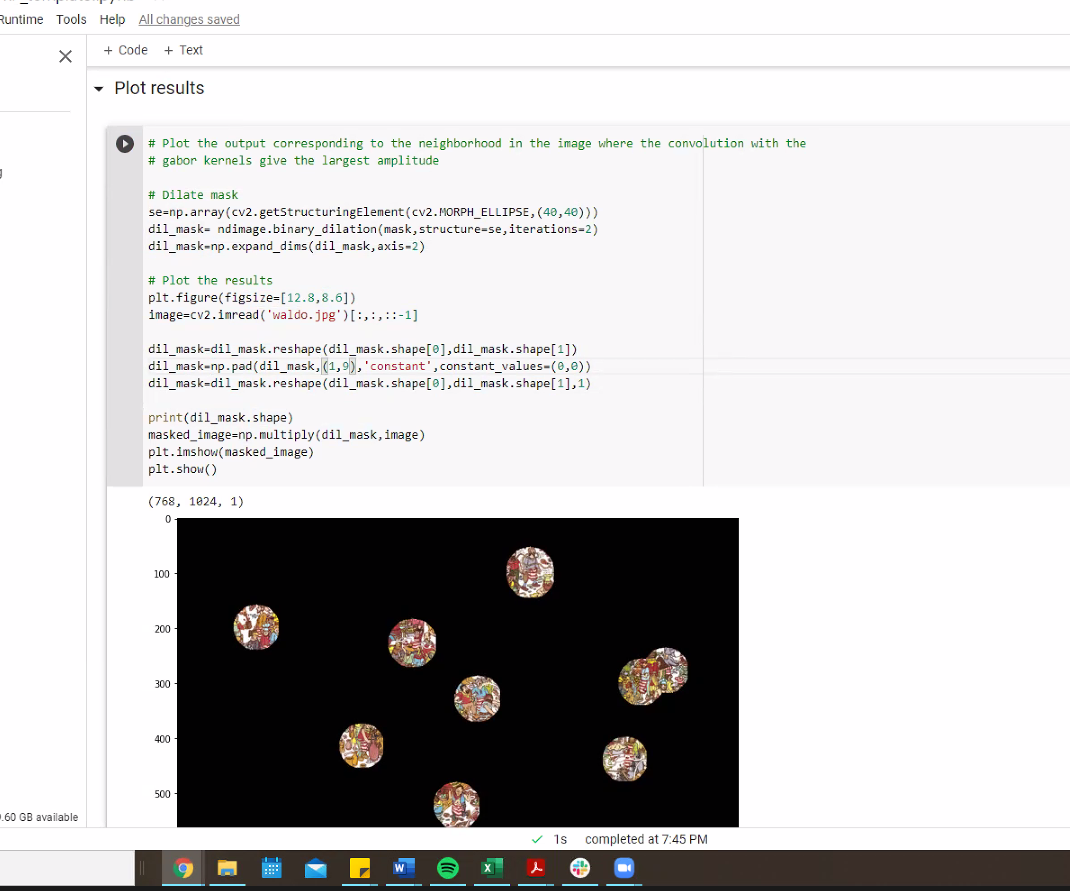 Runtime Tools Help All changes saved
+ Code + Text
Plot results
# Plot the output corresponding to the neighborhood in the image where the convolution with the
# gabor kernels give the largest amplitude
# Dilate mask
se=np.array(cv2.getStructuringElement(cv2.MORPH_ELLIPSE,(40,40)))
dil_mask= ndimage.binary_dilation(mask,structure=se,iterations=2)
dil_mask=np.expand_dims(dil_mask,axis=2)
# Plot the results
plt.figure(figsize=[12.8,8.6])
image=cv2.imread('waldo.jpg')[:,:,::-1]
dil_mask=dil_mask.reshape(dil_mask.shape[0],dil_mask.shape[1])
dil_mask=np.pad(dil_mask,(1,9),'constant',constant_values=(0,0))
dil_mask=dil_mask.reshape(dil_mask.shape[0],dil_mask.shape[1],1)
print(dil_mask.shape)
masked_image=np.multiply(dil_mask,image)
plt.imshow(masked_image)
plt.show()
(768, 1024, 1)
0
100
200
300
400
500
.60 GB available
1s completed at 7:45 PM